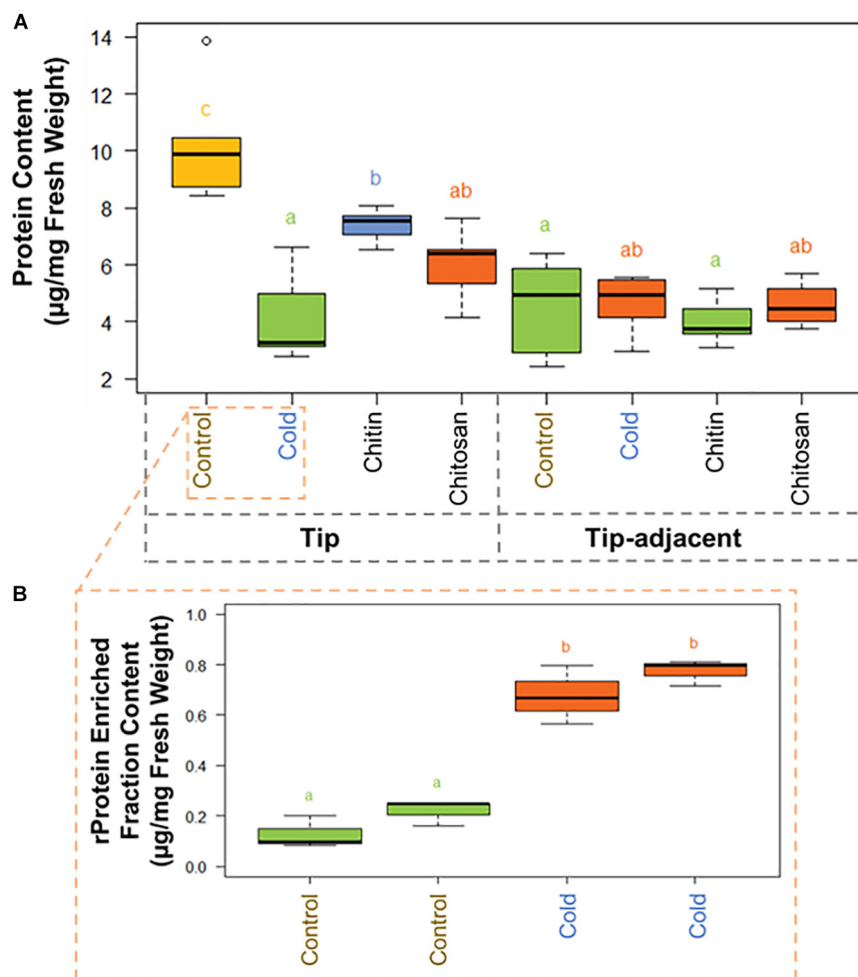 A
Protein Content
(µg/mg Fresh Weight)
14
12
10
8
6
4
2
c
a
b
ab
a
ab
a
ab
Control
Cold
Chitin
Chitosan
Control
Cold
Chitin
Chitosan
Tip
Tip-adjacent
B
rProtein Enriched
Fraction Content
(µg/mg Fresh Weight)
1.0
0.8
0.6
0.4
0.2
0.0
a
a
b
b
Control
Control
Cold
Cold